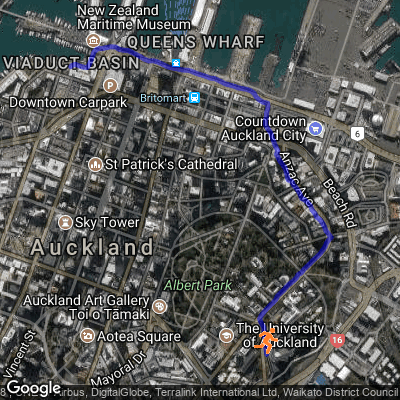 New Zealand
Maritime Museum
QUEENS WHARF
VIADUCT BASIN
Downtown Carpark
Britomart
Countdown
Auckland City
6
Anzac Ave
St Patrick's Cathedral
Beach Rd
Sky Tower
Auckland
Albert Park
Auckland Art Gallery
Toi o Tāmaki
The University
of Auckland
Aotea Square
16
Vincent St
Mayoral Dr
Google
Airbus, DigitalGlobe, Terralink International Ltd, Waikato District Council